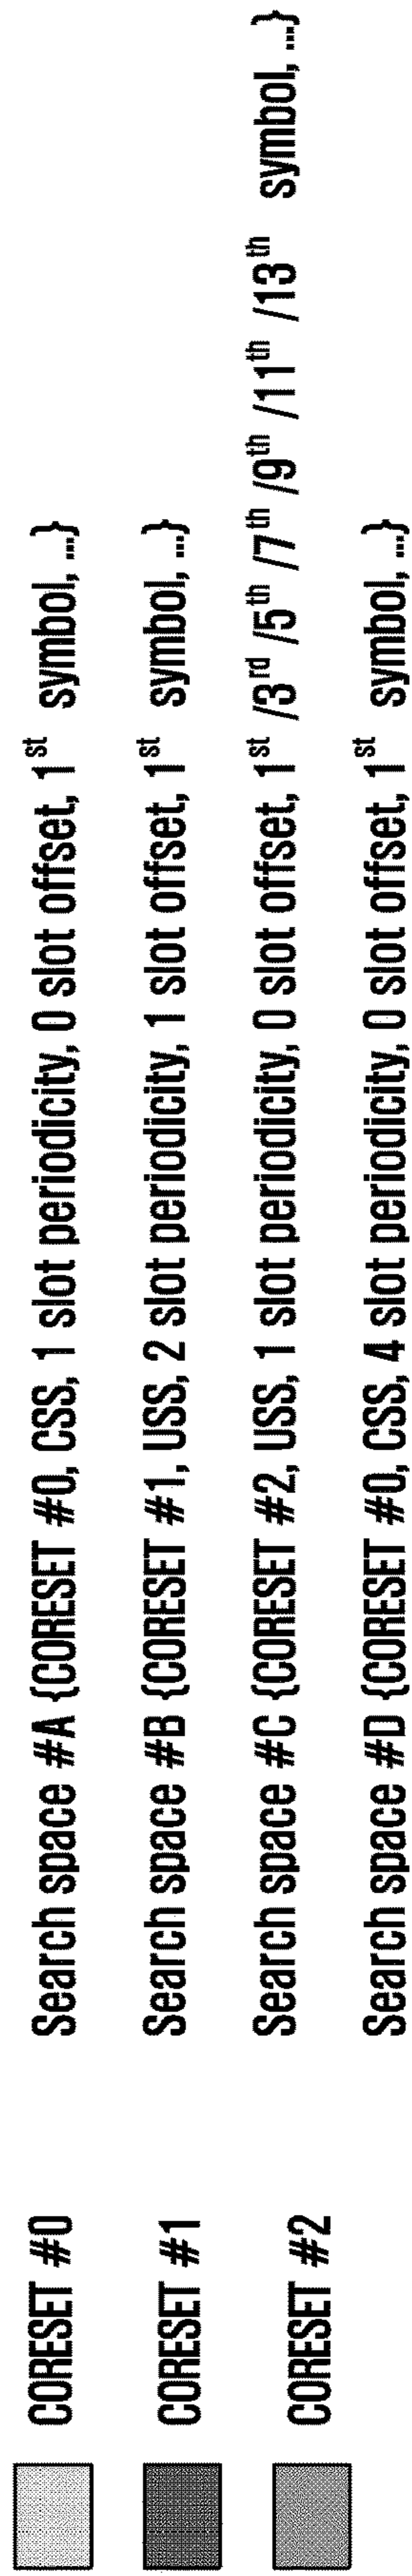 CORESET #0
CORESET #1
CORESET #2
Search space #A {CORESET #0, CSS, 1 slot periodicity, 0 slot offset, 1st symbol, ...}
Search space #B {CORESET #1, USS, 2 slot periodicity, 1 slot offset, 1st symbol, ...}
Search space #C {CORESET #2, USS, 1 slot periodicity, 0 slot offset, 1st /3rd /5th /7th /9th /11th /13th symbol, ...}
Search space #D {CORESET #0, CSS, 4 slot periodicity, 0 slot offset, 1st symbol, ...}